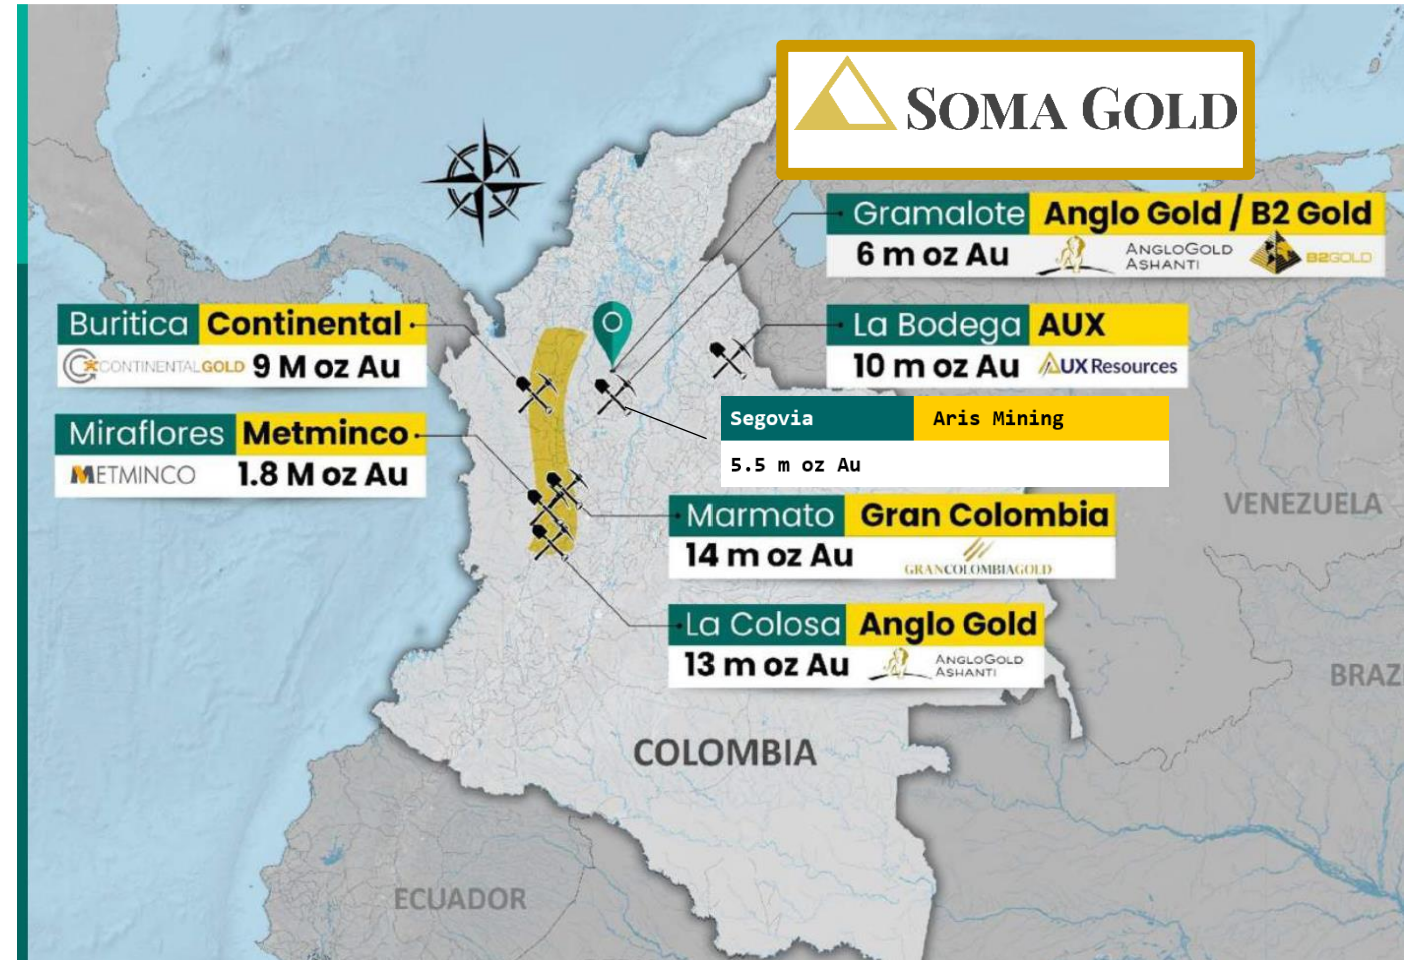 SOMA GOLD
Gramalote Anglo Gold / B2 Gold
6 m oz Au ANGLOGOLD ASHANTI B2GOLD
Buritica Continental
CONTINENTAL GOLD 9 M oz Au
La Bodega AUX
10 m oz Au AUX Resources
Segovia Aris Mining
5.5 m oz Au
Miraflores Metminco
METMINCO 1.8 M oz Au
Marmato Gran Colombia
14 m oz Au GRANCOLOMBIAGOLD
La Colosa Anglo Gold
13 m oz Au ANGLOGOLD ASHANTI
VENEZUELA
BRAZ
COLOMBIA
ECUADOR